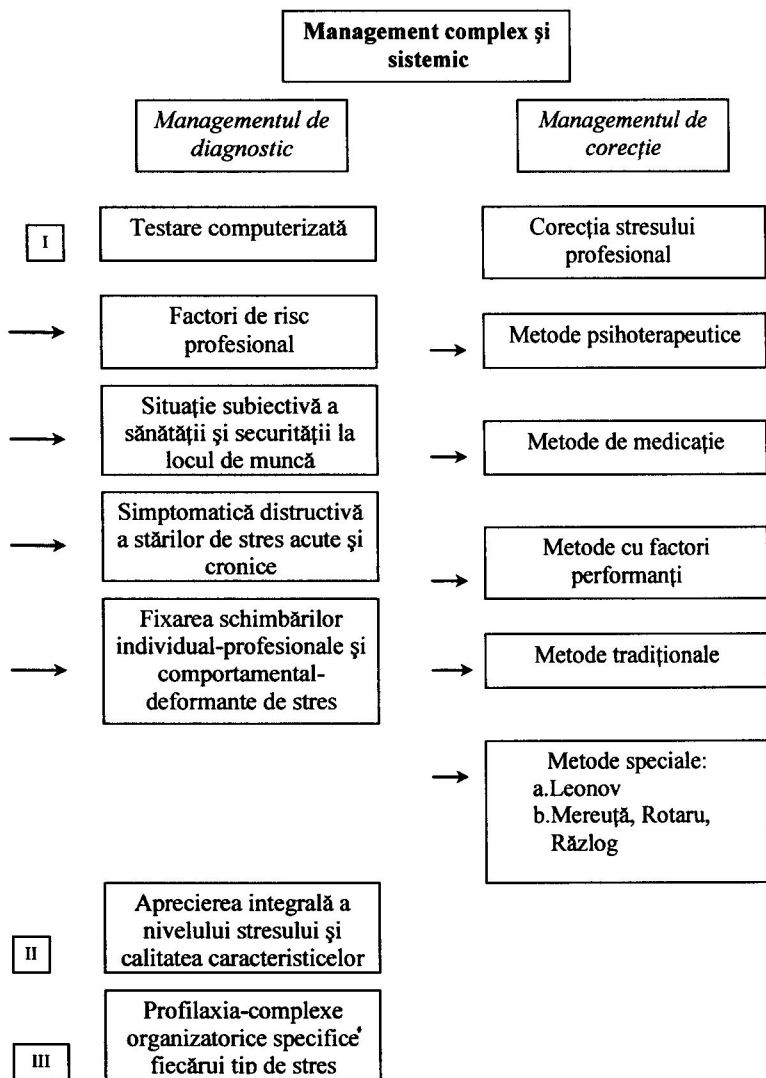 Management complex şi
sistemic
Managementul de
diagnostic
Managementul de
corecţie
I
Testare computerizată
Corecţia stresului
profesional
Factori de risc
profesional
Metode psihoterapeutice
Situaţie subiectivă a
sănătăţii şi securităţii la
locul de muncă
Metode de medicaţie
Simptomatică distructivă
a stărilor de stres acute şi
cronice
Metode cu factori
performanţi
Fixarea schimbărilor
individual-profesionale şi
comportamental-
deformante de stres
Metode tradiţionale
Metode speciale:
a.Leonov
b.Mereuţă, Rotaru,
Răzlog
II
Aprecierea integrală a
nivelului stresului şi
calitatea caracteristicelor
III
Profilaxia-complexe
organizatorice specifice
fiecărui tip de stres